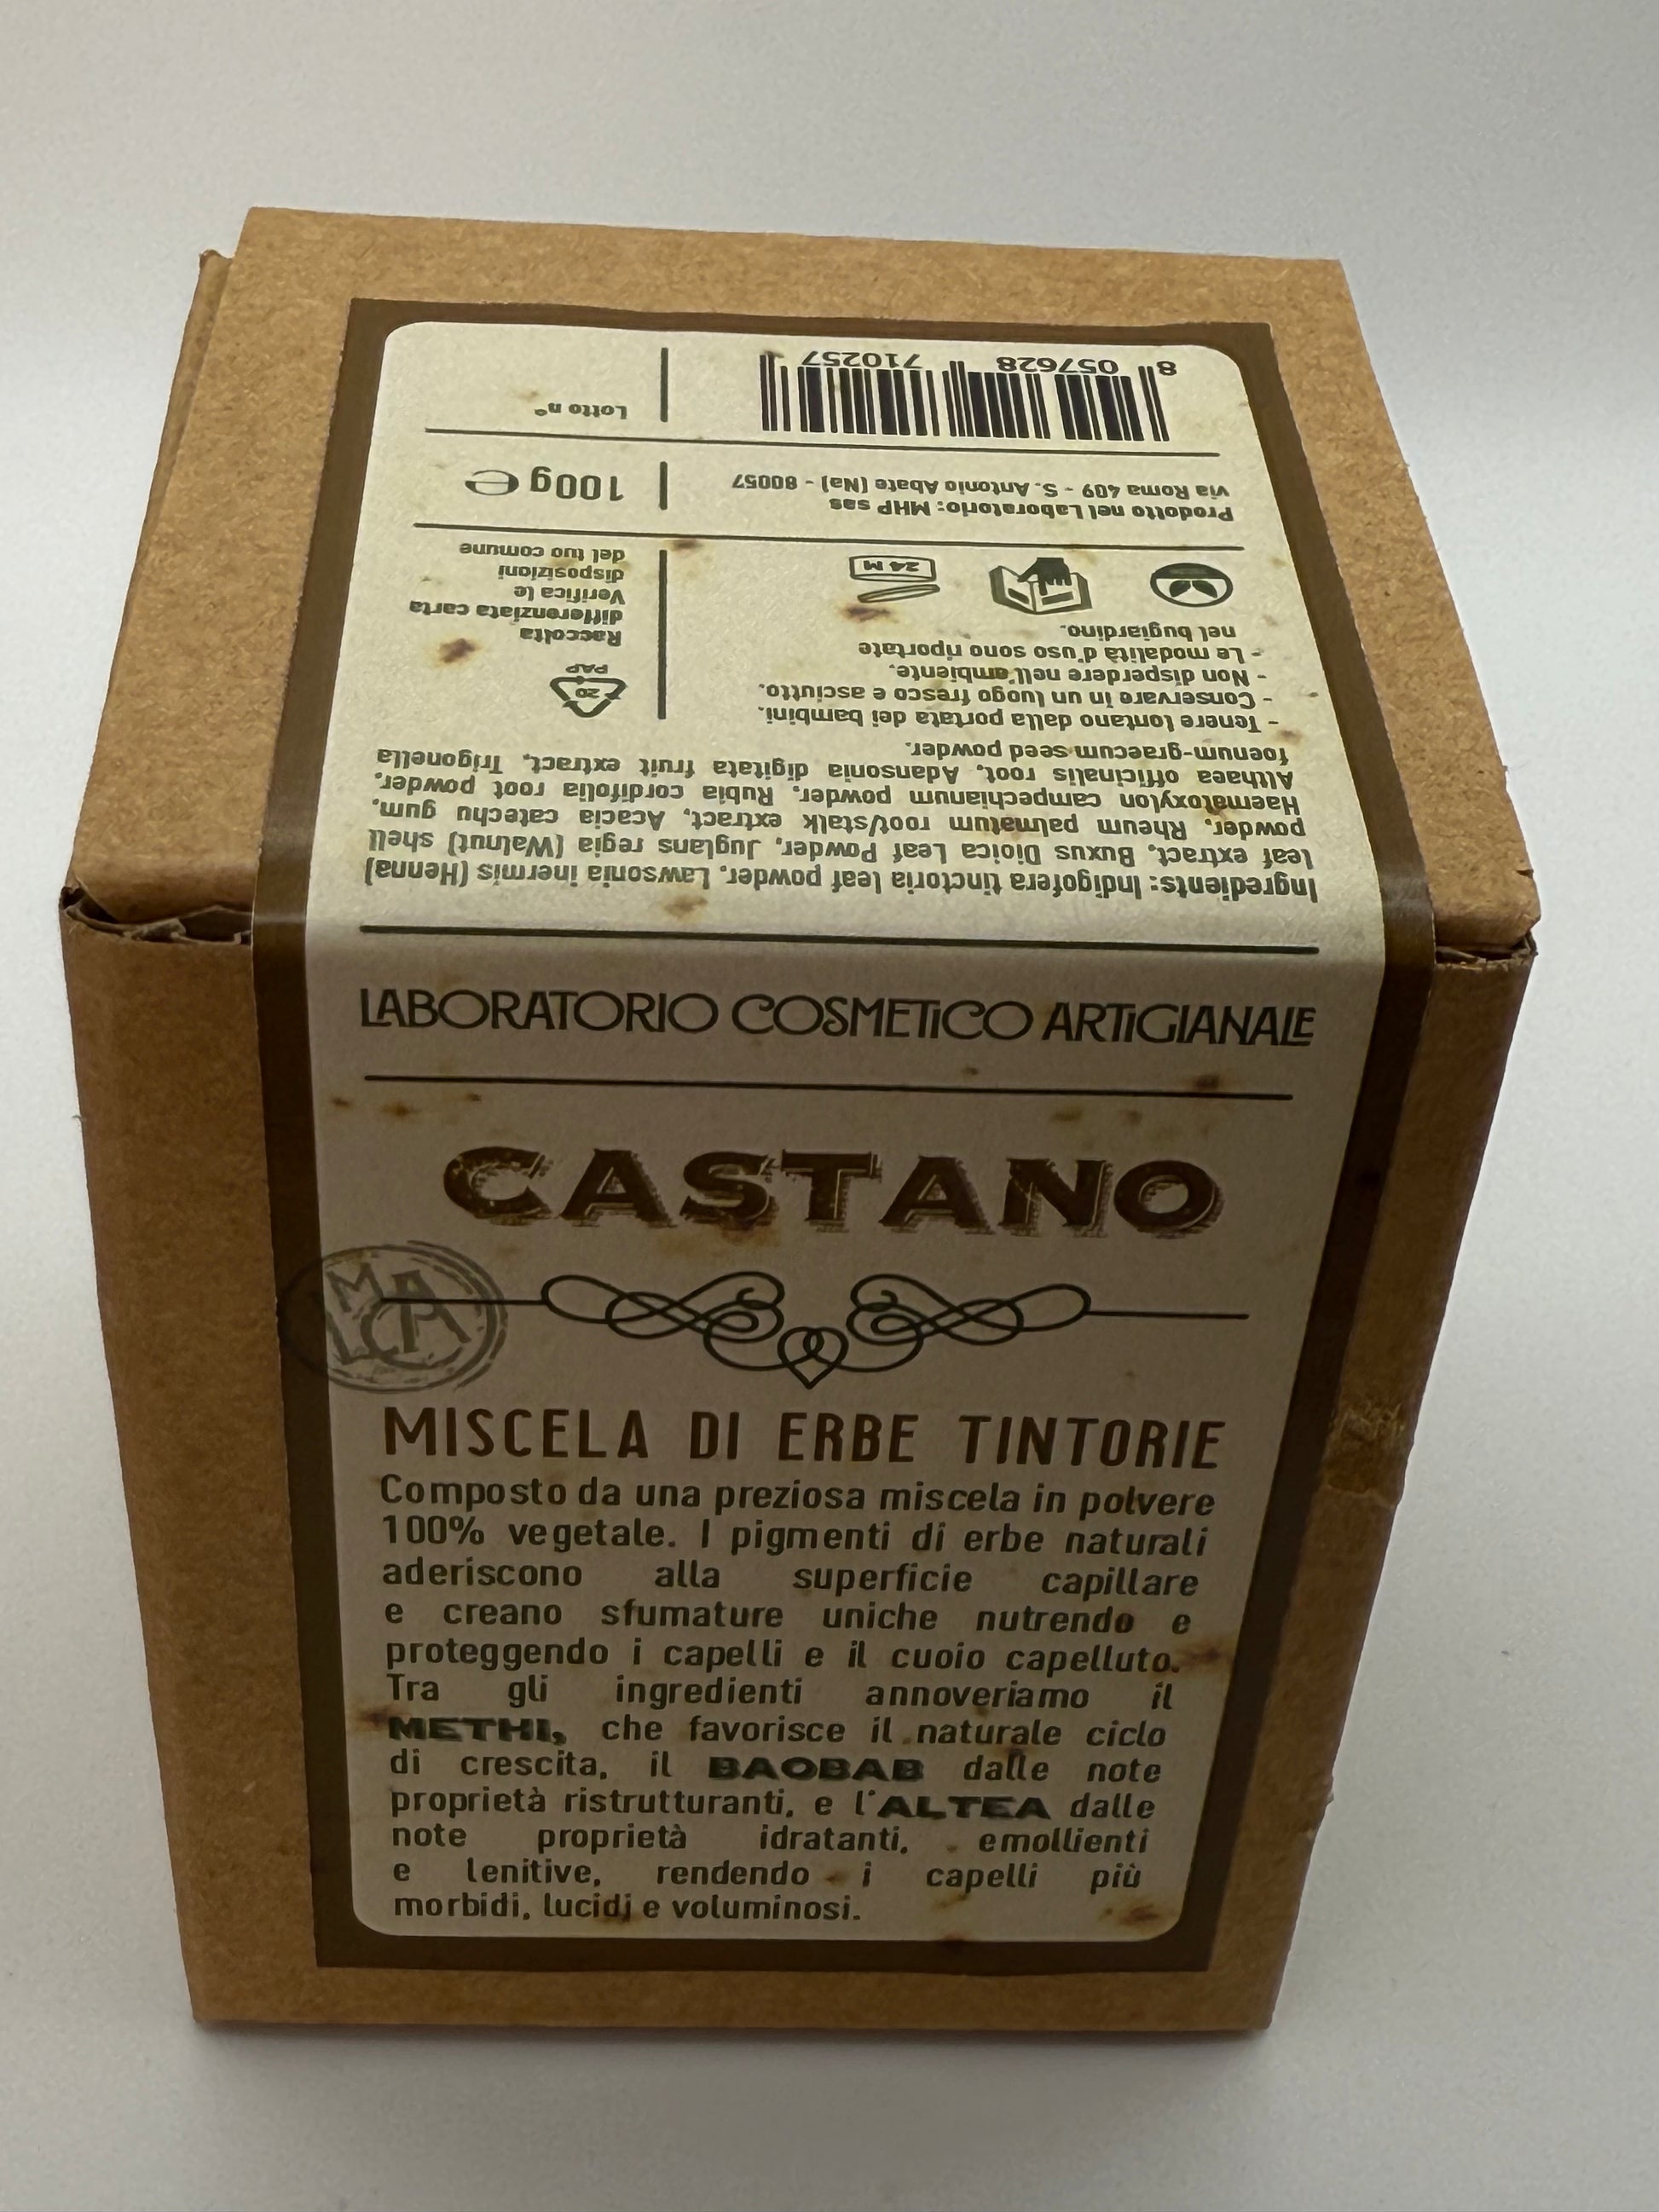 LABORATORIO COSMETICO ARTIGIANALE
CASTANO
MALCA
MISCELA DI ERBE TINTORIE
Composto da una preziosa miscela in polvere
100% vegetale. I pigmenti di erbe naturali
aderiscono alla superficie capillare
e creano sfumature uniche nutrendo e
proteggendo i capelli e il cuoio capelluto.
Tra gli ingredienti annoveriamo il
METHI, che favorisce il naturale ciclo
di crescita, il BAOBAB dalle note
proprietà ristrutturanti, e l'ALTEA dalle
note proprietà idratanti, emollienti
e lenitive, rendendo i capelli più
morbidi, lucidi e voluminosi.
Ingredients: Indigofera tinctoria leaf powder, Lawsonia inermis (Henna)
leaf extract, Buxus Dioica Leaf Powder, Juglans regia (Walnut) shell
powder, Rheum palmatum root/stalk extract, Acacia catechu gum,
Haematoxylon campechianum powder, Rubia cordifolia root powder,
Althaea officinalis root, Adansonia digitata fruit extract, Trigonella
foenum-graecum seed powder.
- Tenere lontano dalla portata dei bambini.
- Conservare in un luogo fresco e asciutto.
- Non disperdere nell'ambiente.
- Le modalità d'uso sono riportate
nel bugiardino.
24 M
20
PAP
Raccolta
differenziata carta
Verifica le
disposizioni
del tuo comune
Prodotto nel Laboratorio: MHP sas
via Roma 409 - S. Antonio Abate (Na) - 80057
100g e
8 057628 710257
Lotto n°